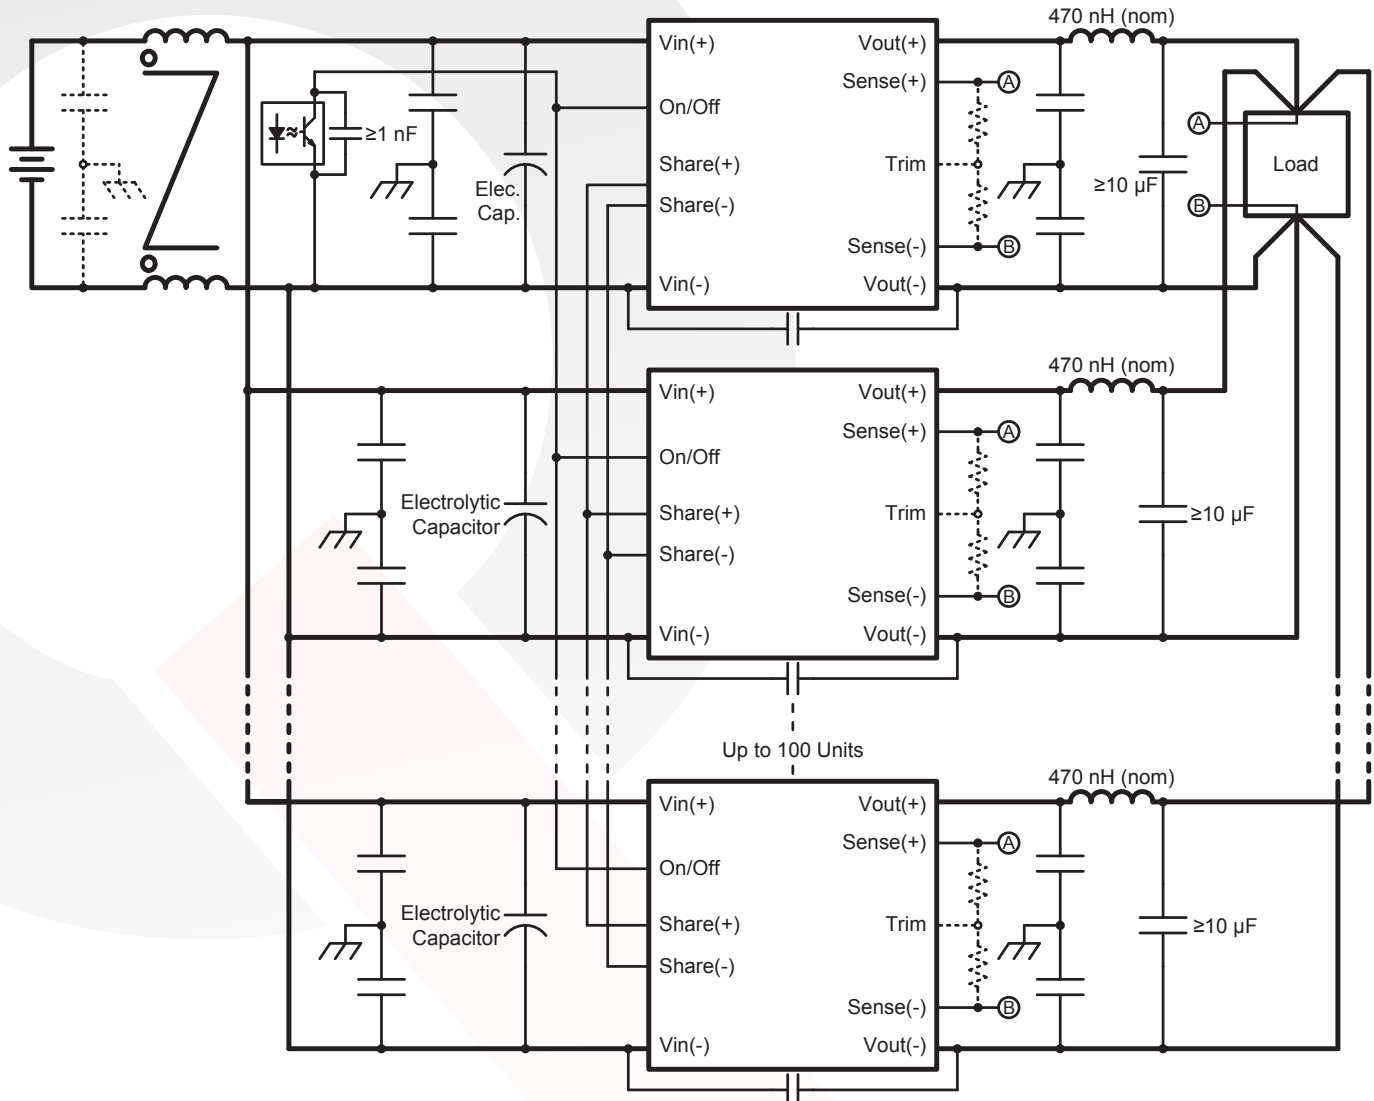 470 nH (nom)
Vin(+)
Vout(+)
Sense(+)
A
On/Off
≥1 nF
A
Share(+)
Trim
Load
Elec.
Cap.
≥10 µF
Share(-)
B
Sense(-)
B
Vin(-)
Vout(-)
470 nH (nom)
Vin(+)
Vout(+)
Sense(+)
A
On/Off
Electrolytic
Capacitor
Share(+)
Trim
≥10 µF
Share(-)
Sense(-)
B
Vin(-)
Vout(-)
Up to 100 Units
470 nH (nom)
Vin(+)
Vout(+)
Sense(+)
A
On/Off
Electrolytic
Capacitor
Share(+)
Trim
≥10 µF
Share(-)
Sense(-)
B
Vin(-)
Vout(-)